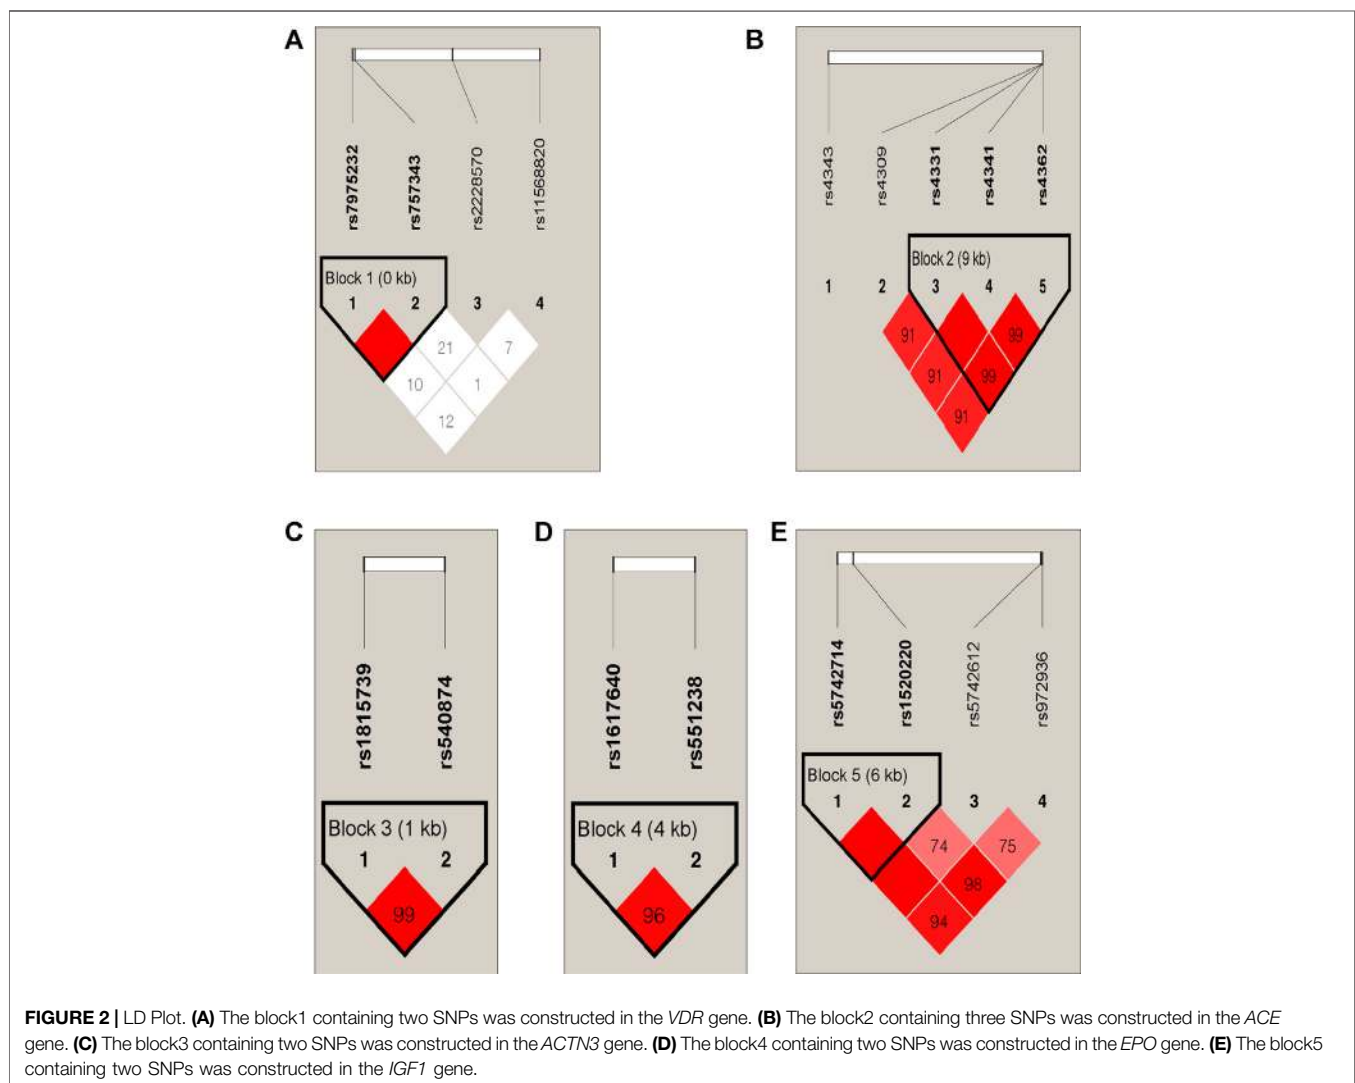 A
rs7975232
rs757343
rs2228570
rs11568820
Block 1 (0 kb)
1 2 3 4
21 7
10 1
12
B
rs4343
rs4309
rs4331
rs4341
rs4362
Block 2 (9 kb)
1 2 3 4 5
91 99
91 99
91
C
rs1815739
rs540874
Block 3 (1 kb)
1 2
99
D
rs1617640
rs551238
Block 4 (4 kb)
1 2
96
E
rs5742714
rs1520220
rs5742612
rs972936
Block 5 (6 kb)
1 2 3 4
74 75
98
94
FIGURE 2 | LD Plot. (A) The block1 containing two SNPs was constructed in the VDR gene. (B) The block2 containing three SNPs was constructed in the ACE
gene. (C) The block3 containing two SNPs was constructed in the ACTN3 gene. (D) The block4 containing two SNPs was constructed in the EPO gene. (E) The block5
containing two SNPs was constructed in the IGF1 gene.